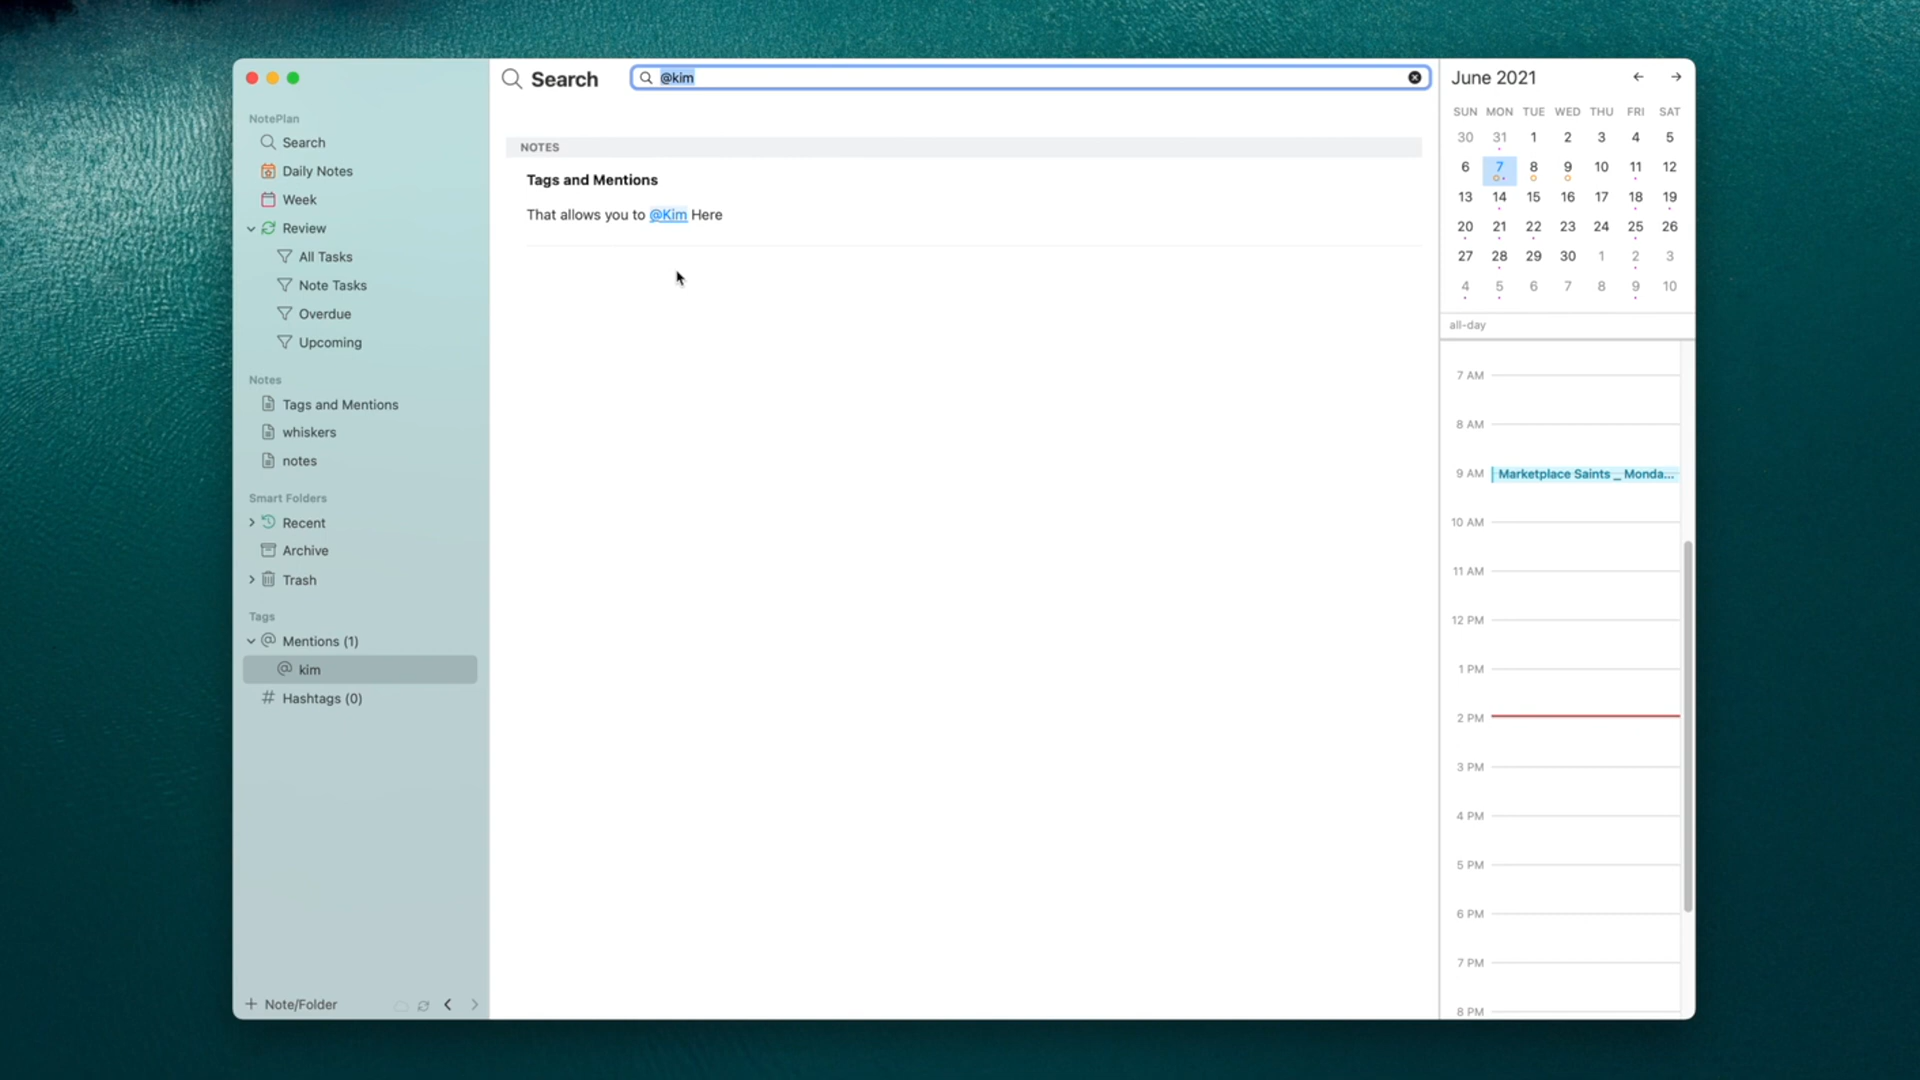 NotePlan
Search
Daily Notes
Week
Review
All Tasks
Note Tasks
Overdue
Upcoming
Notes
Tags and Mentions
whiskers
notes
Smart Folders
Recent
Archive
Trash
Tags
@ Mentions (1)
@ kim
# Hashtags (0)
+ Note/Folder
Search
@kim
NOTES
Tags and Mentions
That allows you to @Kim Here
June 2021
SUN MON TUE WED THU FRI SAT
30 31 1 2 3 4 5
6 7 8 9 10 11 12
13 14 15 16 17 18 19
20 21 22 23 24 25 26
27 28 29 30 1 2 3
4 5 6 7 8 9 10
all-day
7 AM
8 AM
9 AM Marketplace Saints _ Monda...
10 AM
11 AM
12 PM
1 PM
2 PM
3 PM
4 PM
5 PM
6 PM
7 PM
8 PM